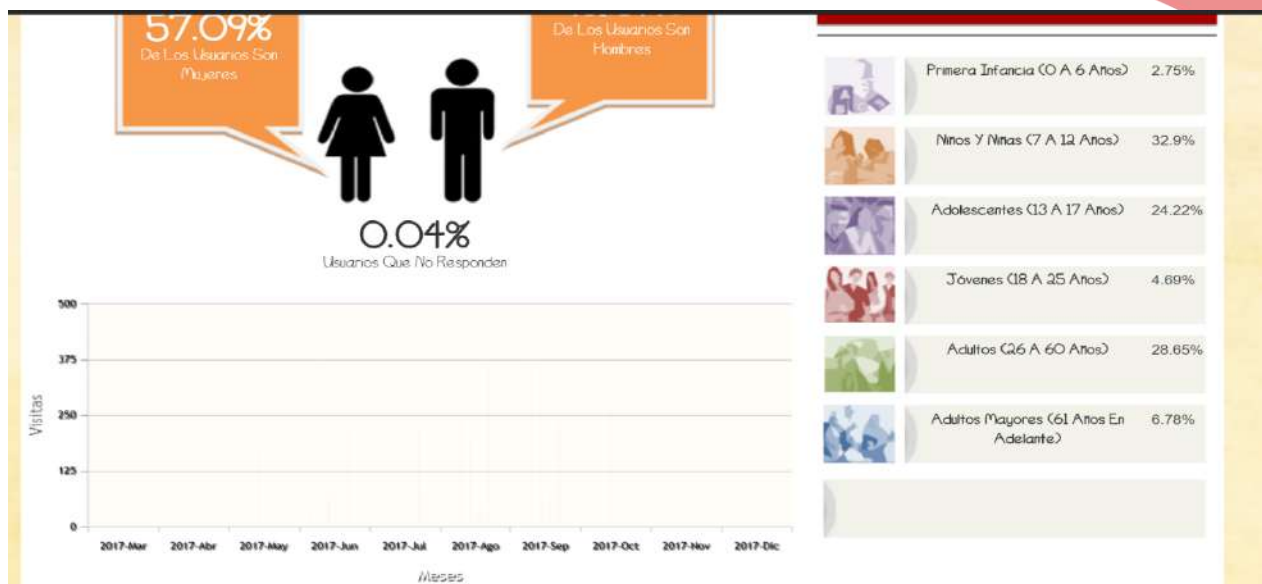 57.09%
De Los Usuarios Son
Mujeres
De Los Usuarios Son
Hombres
0.04%
Usuarios Que No Responden
Primera Infancia (0 A 6 Años) 2.75%
Niños Y Niñas (7 A 12 Años) 32.9%
Adolescentes (13 A 17 Años) 24.22%
Jóvenes (18 A 25 Años) 4.69%
Adultos (26 A 60 Años) 28.65%
Adultos Mayores (61 Años En
Adelante) 6.78%
500
375
250
125
0
Visitas
2017-Mar 2017-Abr 2017-May 2017-Jun 2017-Jul 2017-Ago 2017-Sep 2017-Oct 2017-Nov 2017-Dic
Meses